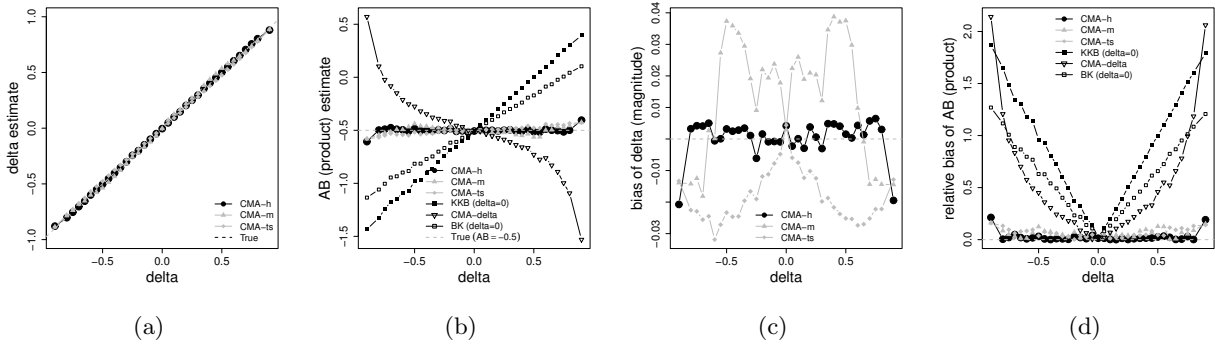 delta estimate
1.0
0.5
0.0
−0.5
−1.0
−0.5
0.0
0.5
delta
CMA−h
CMA−m
CMA−ts
True
(a)
AB (product) estimate
0.5
0.0
−0.5
−1.0
−1.5
−0.5
0.0
0.5
delta
CMA−h
CMA−m
CMA−ts
KKB (delta=0)
CMA−delta
BK (delta=0)
True (AB = −0.5)
(b)
bias of delta (magnitude)
0.04
0.03
0.02
0.01
−0.01
−0.03
−0.5
0.0
0.5
delta
CMA−h
CMA−m
CMA−ts
(c)
relative bias of AB (product)
2.0
1.5
1.0
0.5
0.0
−0.5
0.0
0.5
delta
CMA−h
CMA−m
CMA−ts
KKB (delta=0)
CMA−delta
BK (delta=0)
(d)